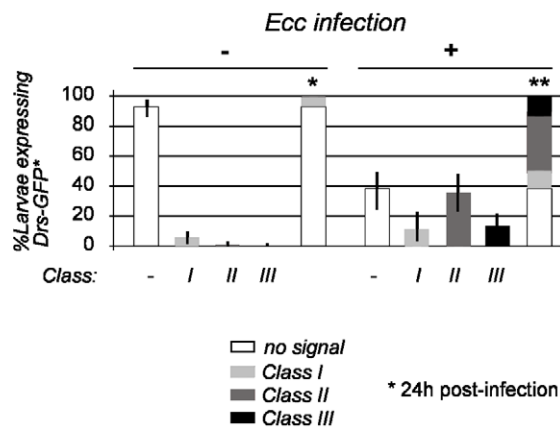 Ecc infection
- +
* **
%Larvae expressing
Drs-GFP*
100
80
60
40
20
0
Class: - I II III - I II III
no signal
Class I
Class II
Class III
* 24h post-infection